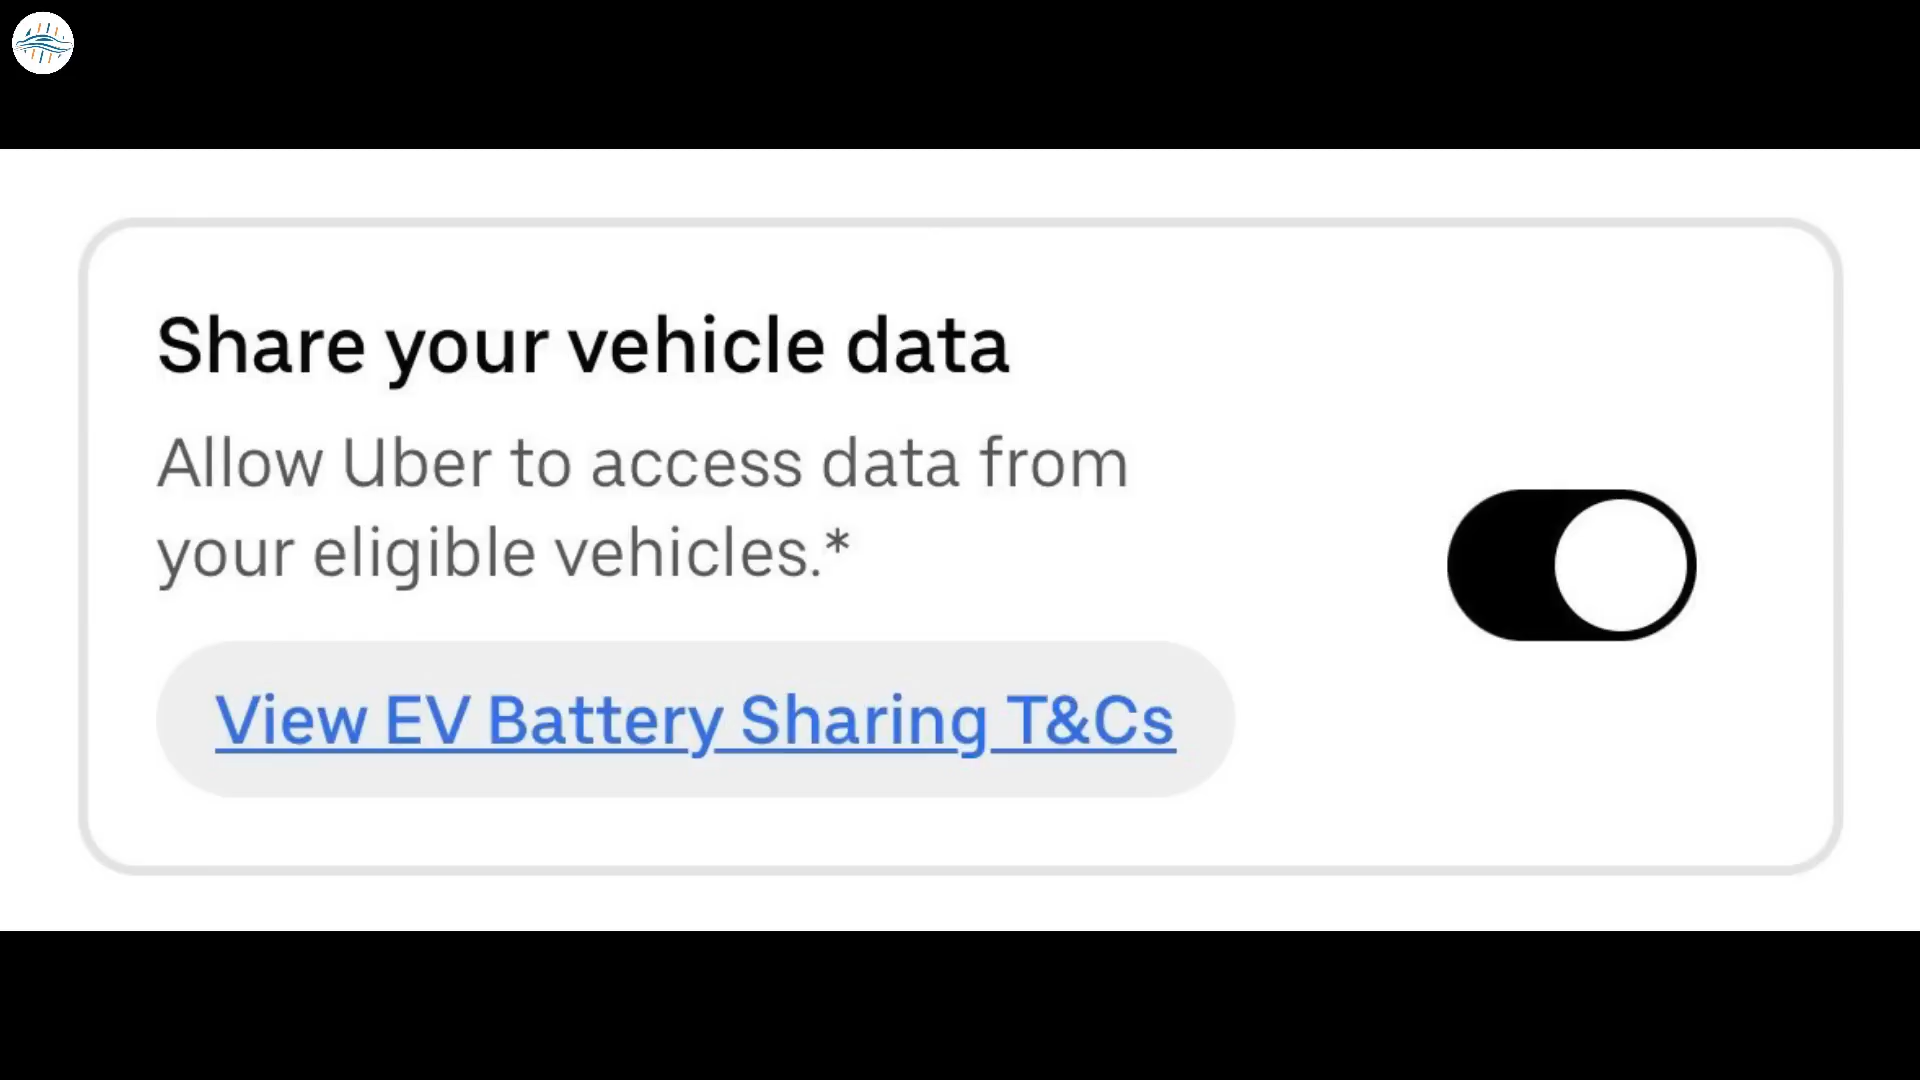 Share your vehicle data
Allow Uber to access data from
your eligible vehicles.*
View EV Battery Sharing T&Cs